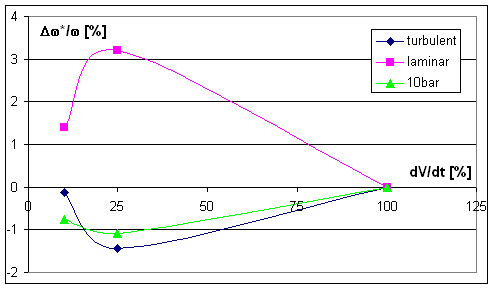 4
Δω*/ω [%]
turbulent
laminar
10bar
3
2
1
dV/dt [%]
0
0 25 50 75 100 125
-1
-2